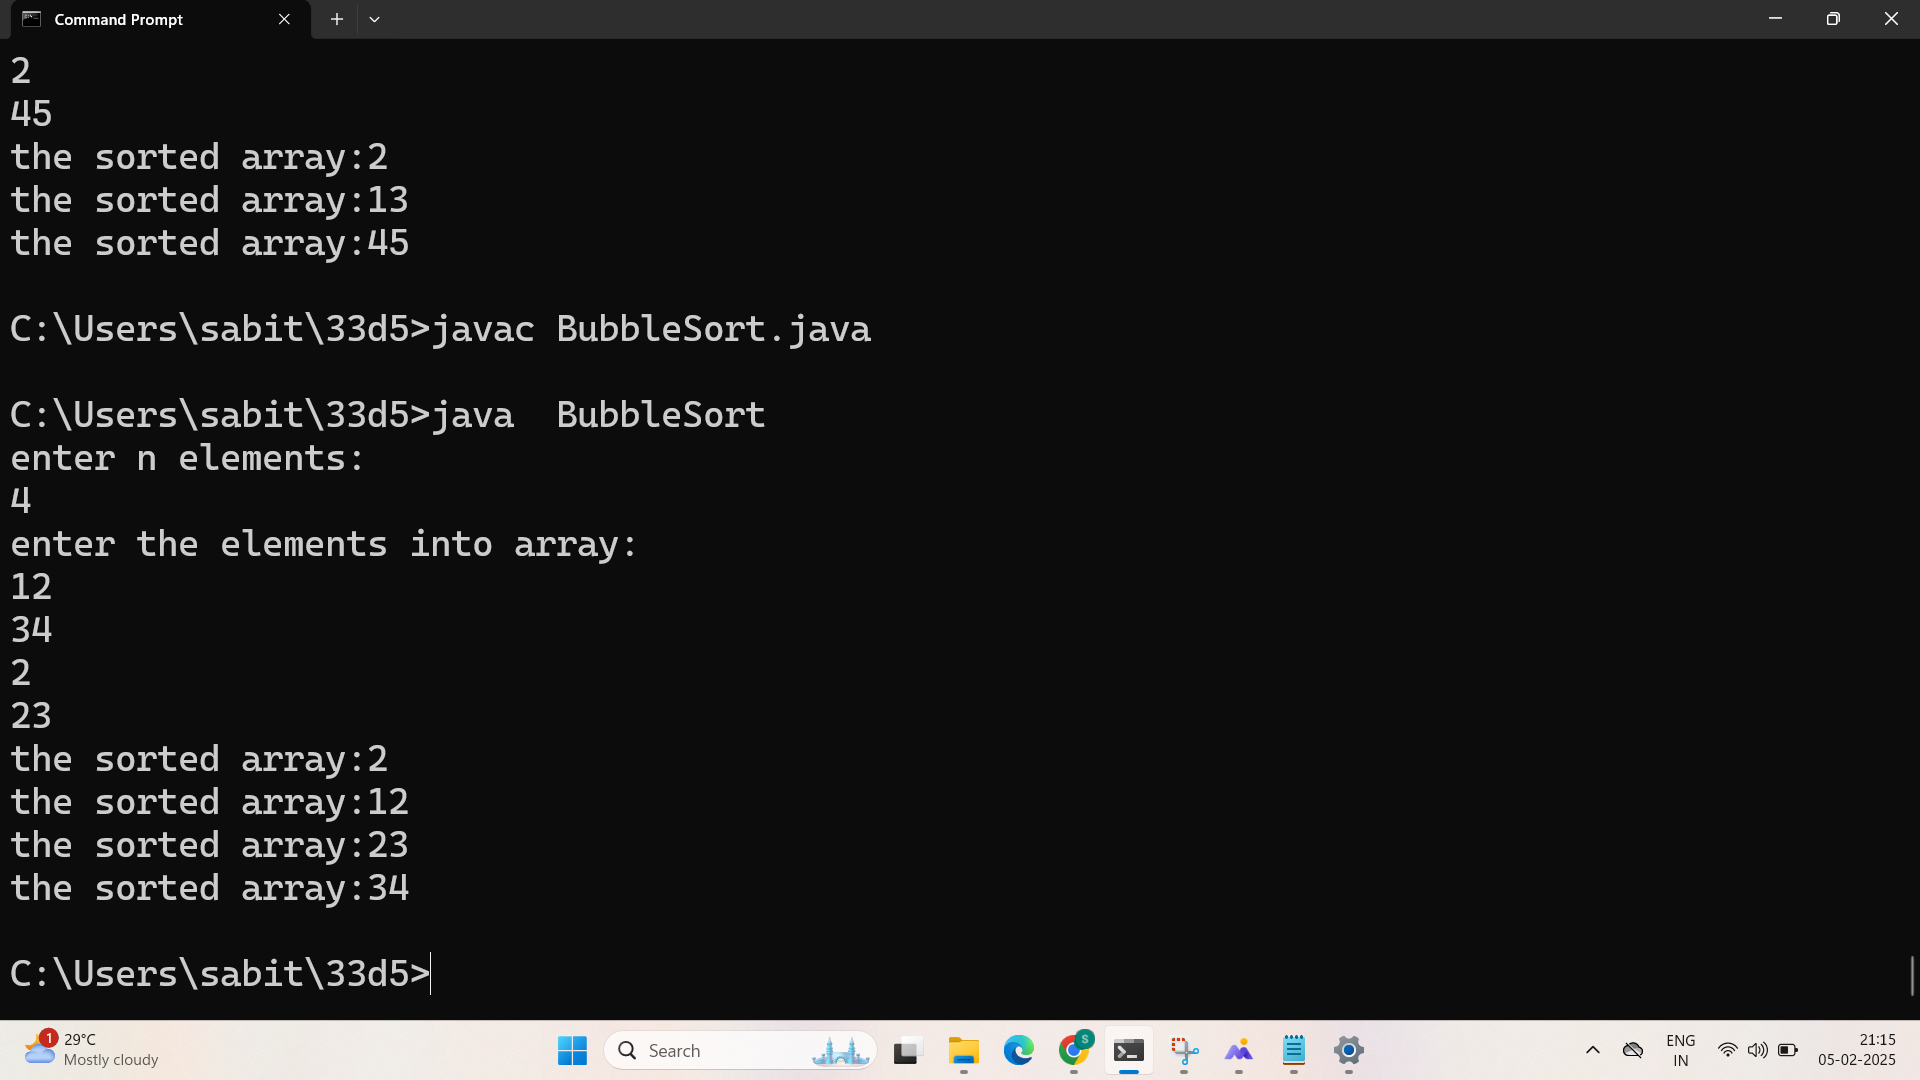 Command Prompt
2
45
the sorted array:2
the sorted array:13
the sorted array:45
C:\Users\sabit\33d5>javac BubbleSort.java
C:\Users\sabit\33d5>java  BubbleSort
enter n elements:
4
enter the elements into array:
12
34
2
23
the sorted array:2
the sorted array:12
the sorted array:23
the sorted array:34
C:\Users\sabit\33d5>
1
29°C
Mostly cloudy
Search
S
ENG
IN
21:15
05-02-2025